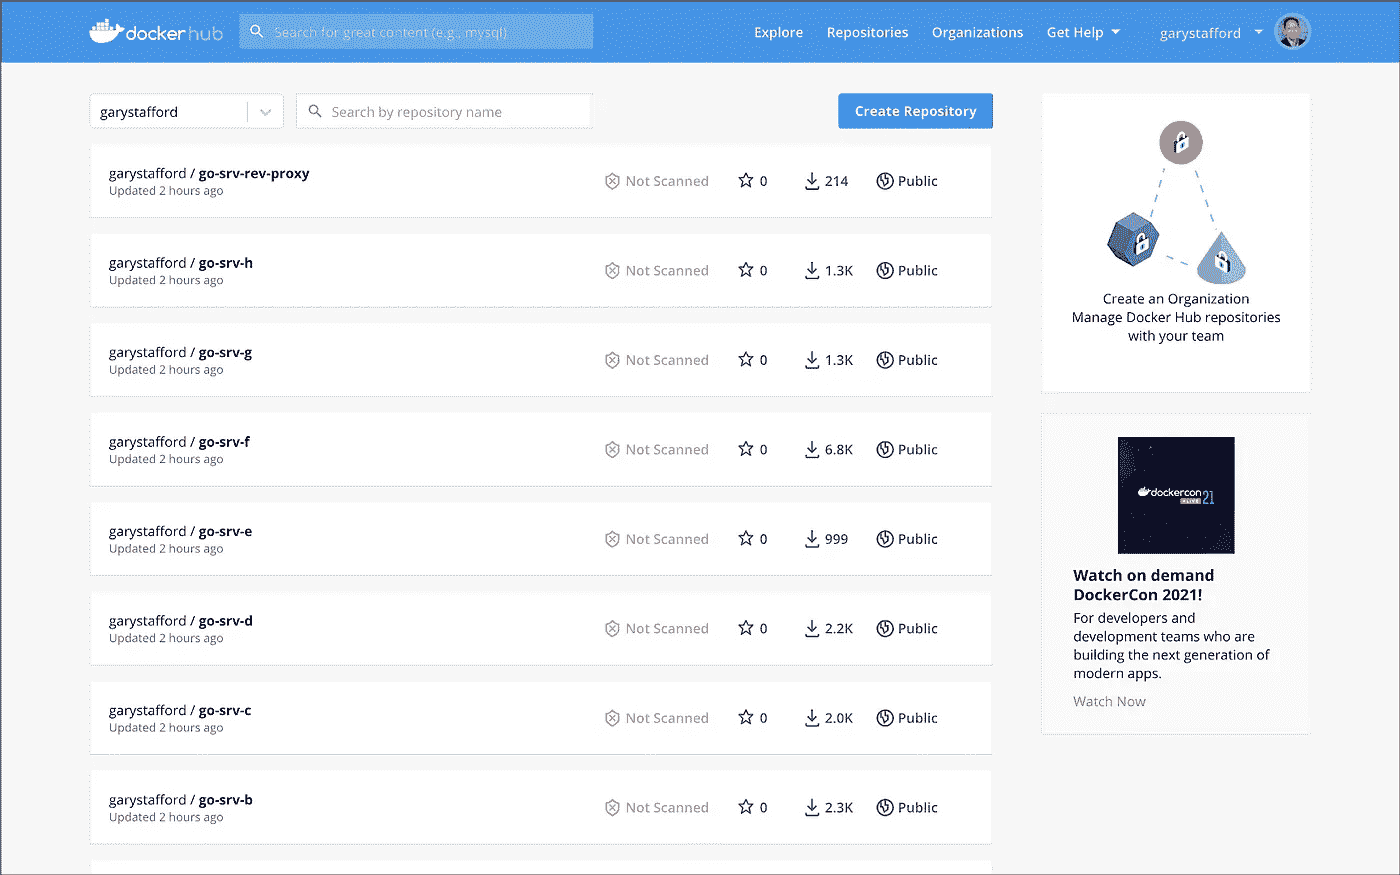 dockerhub
Search for great content (e.g., mysql)
Explore
Repositories
Organizations
Get Help
garystafford
garystafford
Search by repository name
Create Repository
garystafford / go-srv-rev-proxy
Updated 2 hours ago
Not Scanned
0
214
Public
garystafford / go-srv-h
Updated 2 hours ago
Not Scanned
0
1.3K
Public
garystafford / go-srv-g
Updated 2 hours ago
Not Scanned
0
1.3K
Public
garystafford / go-srv-f
Updated 2 hours ago
Not Scanned
0
6.8K
Public
garystafford / go-srv-e
Updated 2 hours ago
Not Scanned
0
999
Public
garystafford / go-srv-d
Updated 2 hours ago
Not Scanned
0
2.2K
Public
garystafford / go-srv-c
Updated 2 hours ago
Not Scanned
0
2.0K
Public
garystafford / go-srv-b
Updated 2 hours ago
Not Scanned
0
2.3K
Public
Create an Organization
Manage Docker Hub repositories
with your team
dockercon
LIVE 21
Watch on demand
DockerCon 2021!
For developers and
development teams who are
building the next generation of
modern apps.
Watch Now